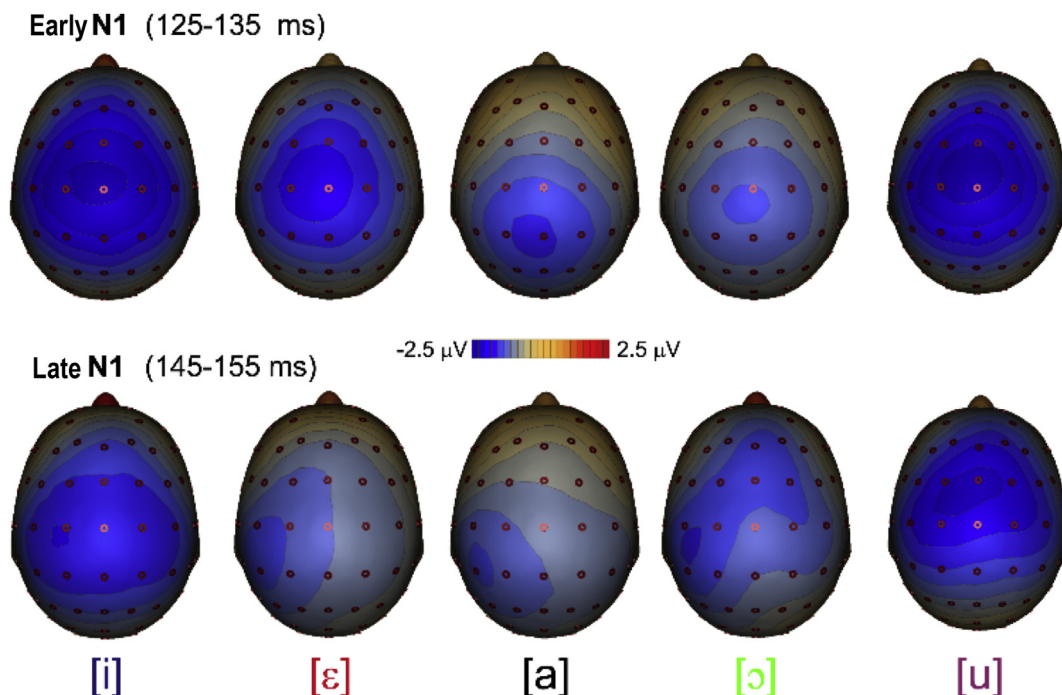 Early N1 (125-135 ms)
-2.5 µV 2.5 µV
Late N1 (145-155 ms)
[i] [ɛ] [a] [ɔ] [u]